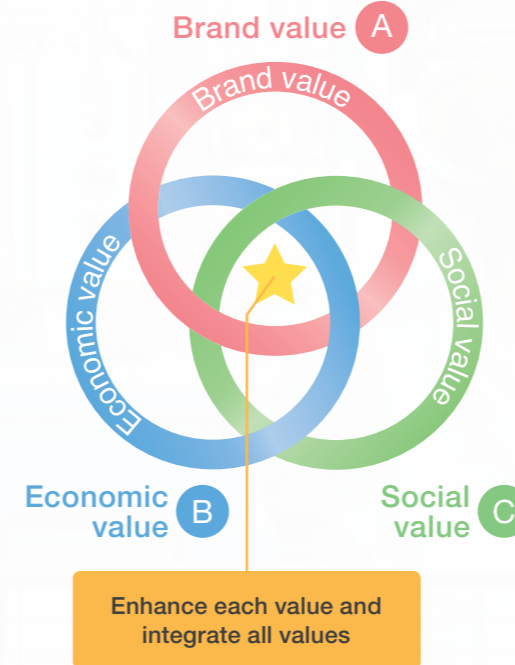 Brand value A
Brand value
Economic value
Social value
Economic
value B
Social
value C
Enhance each value and
integrate all values